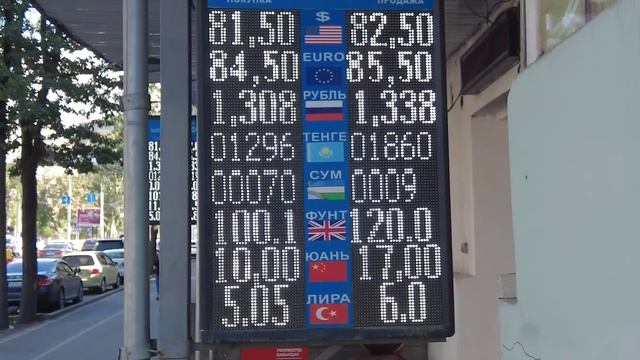 ПОКУПКА $ ПРОДАЖА
81,50 82,50
EURO
84,50 85,50
РУБЛЬ
1,308 1,338
ТЕНГЕ
01296 01860
СУМ
00070 0009
ФУНТ
100.1 120.0
ЮАНЬ
10,00 17,00
ЛИРА
5.05 6.0